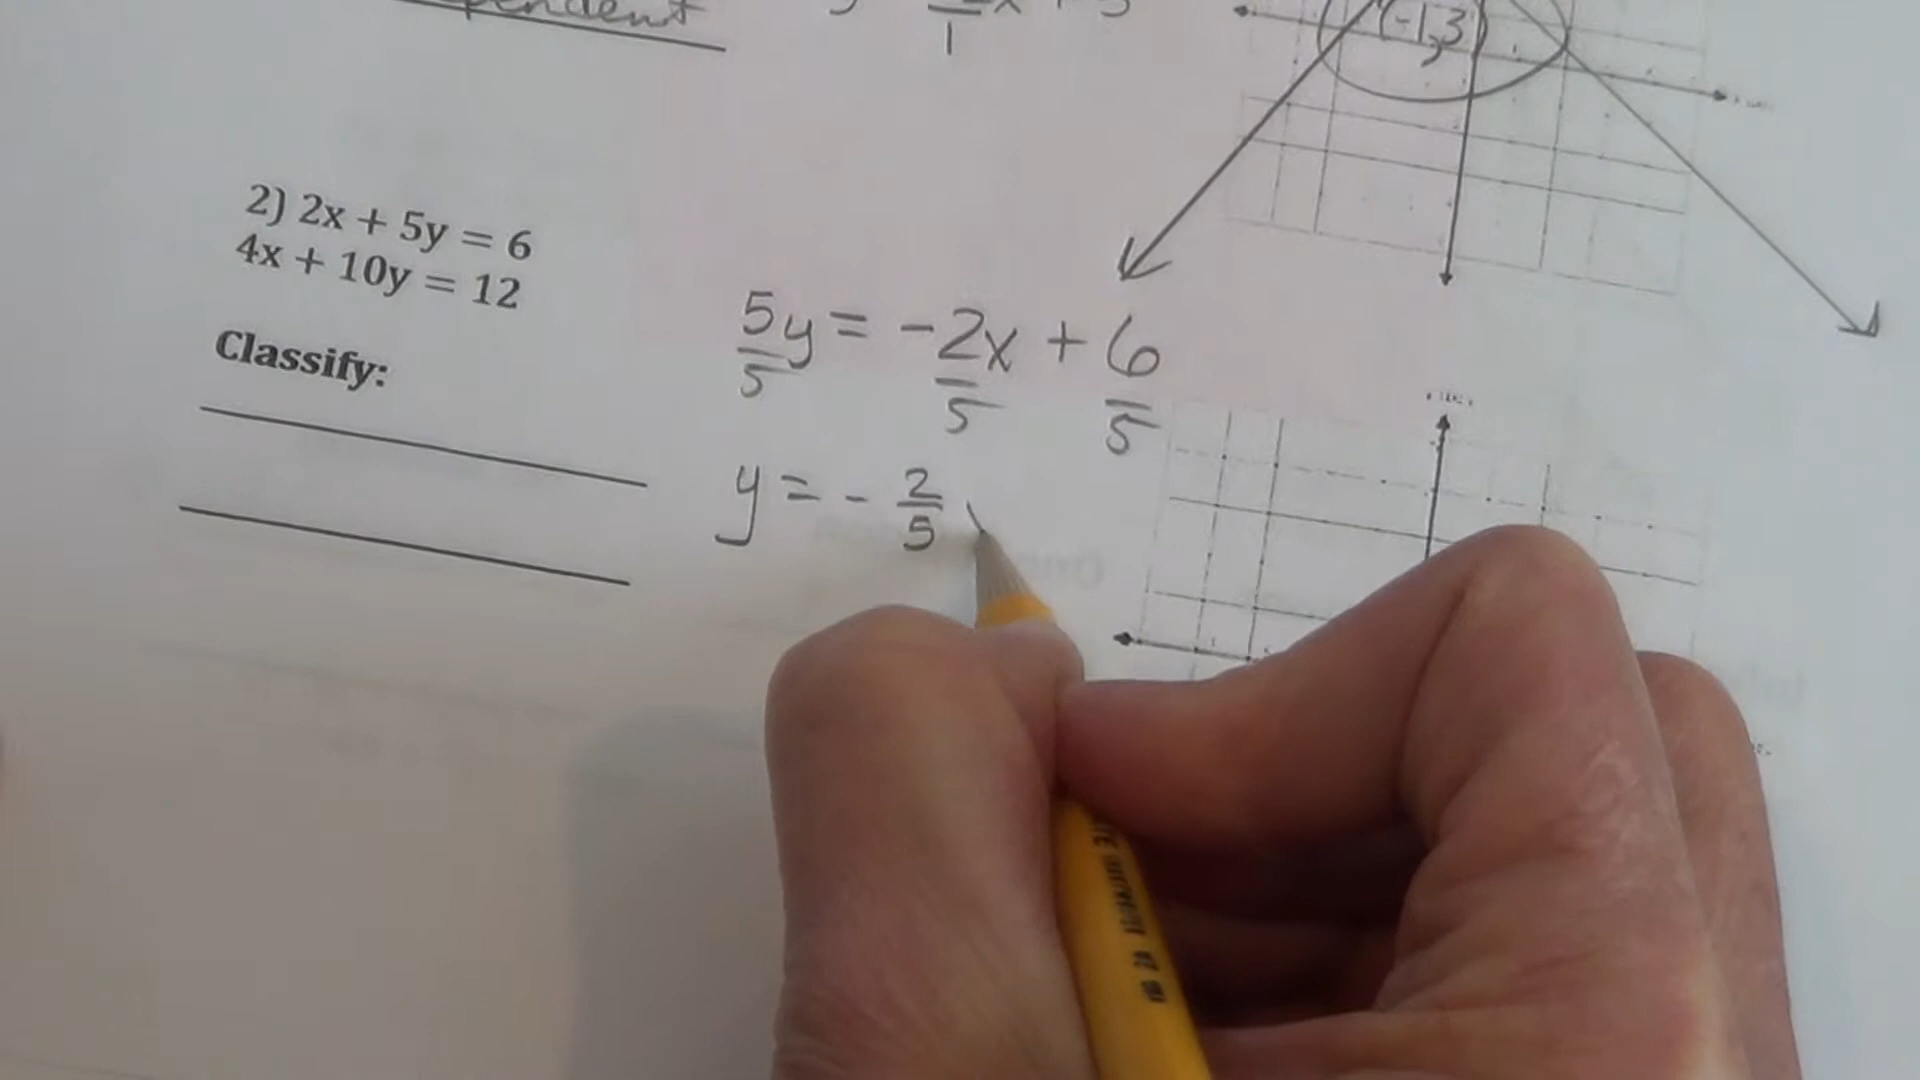 (-1,3)
2) 2x + 5y = 6
4x + 10y = 12
Classify:
5y = -2x + 6
5 5 5
y = - 2/5